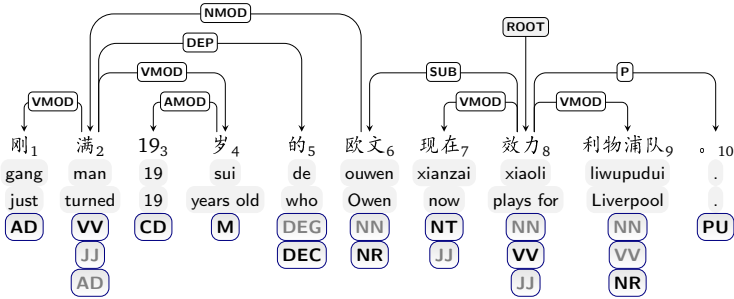 ROOT
NMOD
DEP
VMOD SUB P
VMOD AMOD VMOD VMOD
刚1 满2 193 岁4 的5 欧文6 现在7 效力8 利物浦队9 。10
gang man 19 sui de ouwen xianzai xiaoli liwupudui .
just turned 19 years old who Owen now plays for Liverpool .
AD VV CD M DEG NN NT NN NN PU
JJ DEC NR JJ VV VV
AD JJ NR